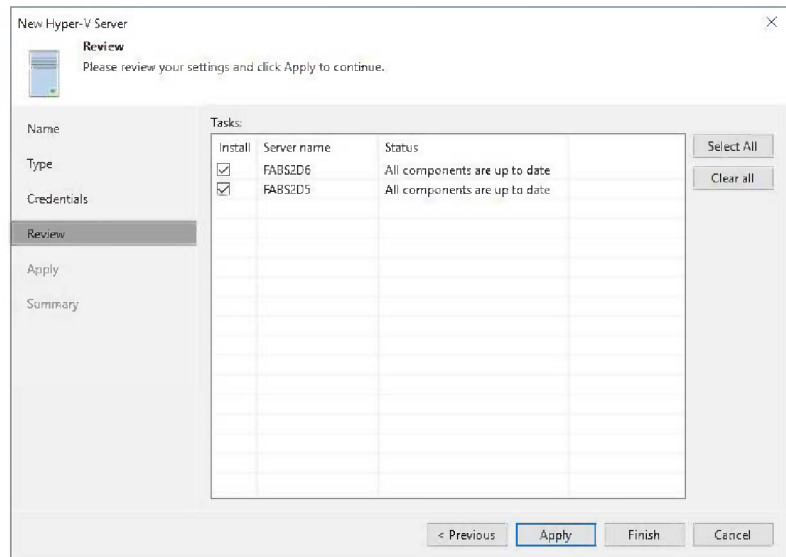 New Hyper-V Server
Review
Please review your settings and click Apply to continue.
Name
Type
Credentials
Review
Apply
Summary
Tasks:
Install Server name Status
FABS2D6 All components are up to date
FABS2D5 All components are up to date
Select All
Clear all
< Previous Apply Finish Cancel